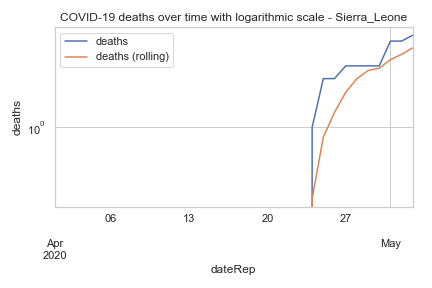 COVID-19 deaths over time with logarithmic scale - Sierra_Leone
deaths
deaths (rolling)
deaths
10⁰
06
13
20
27
Apr
2020
May
dateRep